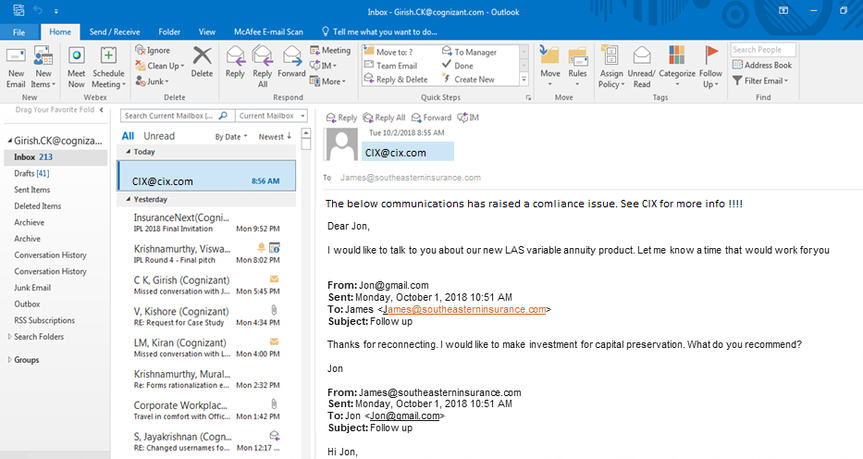 Inbox - Girish.CK@cognizant.com - Outlook
File Home Send / Receive Folder View McAfee E-mail Scan Tell me what you want to do...
New Email New Items Meet Now Schedule Meeting Ignore Clean Up Junk Delete Reply Reply All Forward Meeting IM More
Move to: ? To Manager
Team Email Done
Reply & Delete Create New
Move Rules Assign Policy Unread/ Read Categorize Follow Up
Search People
Address Book
Filter Email
New Webex Delete Respond Quick Steps Move Tags Find
Drag Your Favorite Fold
Girish.CK@cogniza...
Inbox 213
Drafts [41]
Sent Items
Deleted Items
Archieve
Archive
Conversation History
Conversation History
Junk Email
Outbox
RSS Subscriptions
Search Folders
Groups
Search Current Mailbox (... Current Mailbox
All Unread By Date Newest
Today
CIX@cix.com 8:56 AM
Yesterday
InsuranceNext(Cogni...
IPL 2018 Final Invitation Mon 9:52 PM
Krishnamurthy, Viswa...
IPL Round 4 - Final pitch Mon 8:02 PM
C K, Girish (Cognizant)
Missed conversation with J... Mon 5:45 PM
V, Kishore (Cognizant)
RE: Request for Case Study Mon 4:34 PM
LM, Kiran (Cognizant)
Missed conversation with L... Mon 4:00 PM
Krishnamurthy, Mural...
Re: Forms rationalization e... Mon 2:32 PM
Corporate Workplac...
Travel in comfort with Offic... Mon 1:42 PM
S, Jayakrishnan (Cogn...
RE: Changed usernames fo... Mon 12:17 ...
Reply Reply All Forward IM
Tue 10/2/2018 8:55 AM
CIX@cix.com
To James@southeasterninsurance.com
The below communications has raised a comliance issue. See CIX for more info !!!!
Dear Jon,
I would like to talk to you about our new LAS variable annuity product. Let me know a time that would work for you
From: Jon@gmail.com
Sent: Monday, October 1, 2018 10:51 AM
To: James <James@southeasterninsurance.com>
Subject: Follow up
Thanks for reconnecting. I would like to make investment for capital preservation. What do you recommend?
Jon
From: James@southeasterninsurance.com
Sent: Monday, October 1, 2018 10:51 AM
To: Jon <Jon@gmail.com>
Subject: Follow up
Hi Jon,